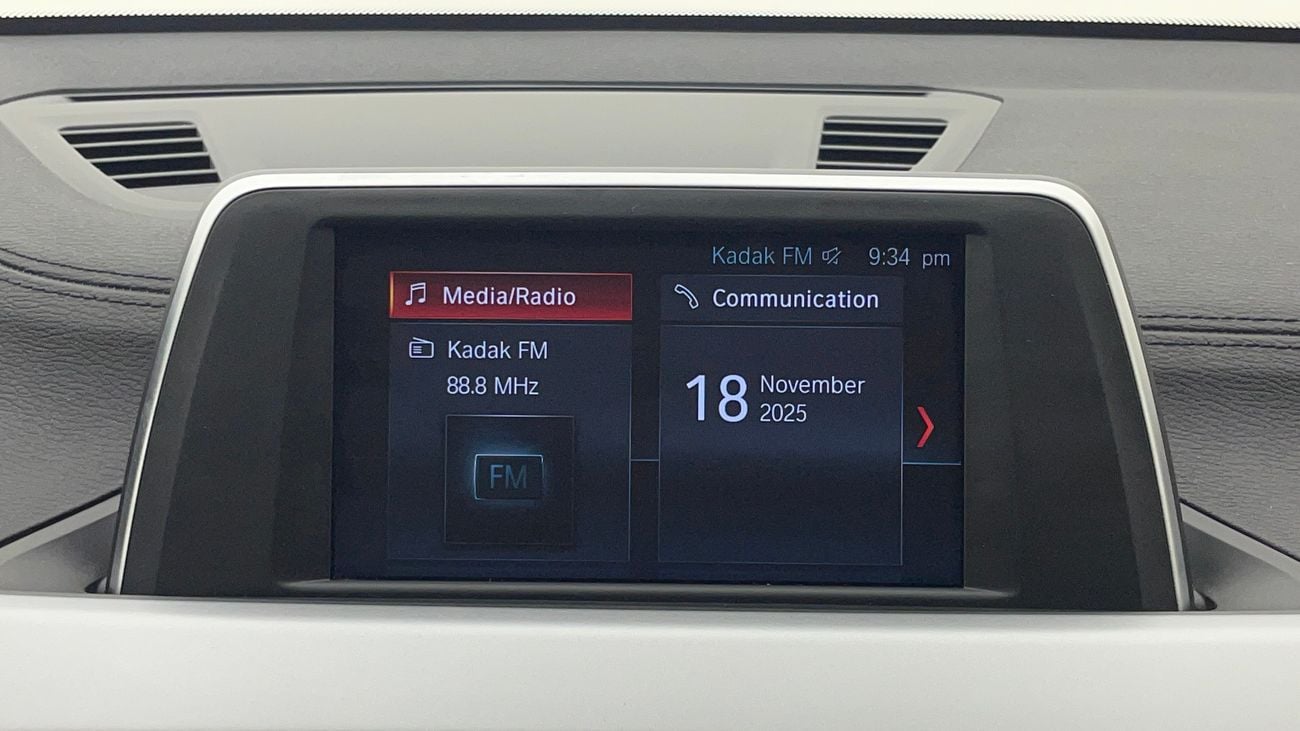 Kadak FM 9:34 pm
Media/Radio
Kadak FM
88.8 MHz
FM
Communication
18 November
2025